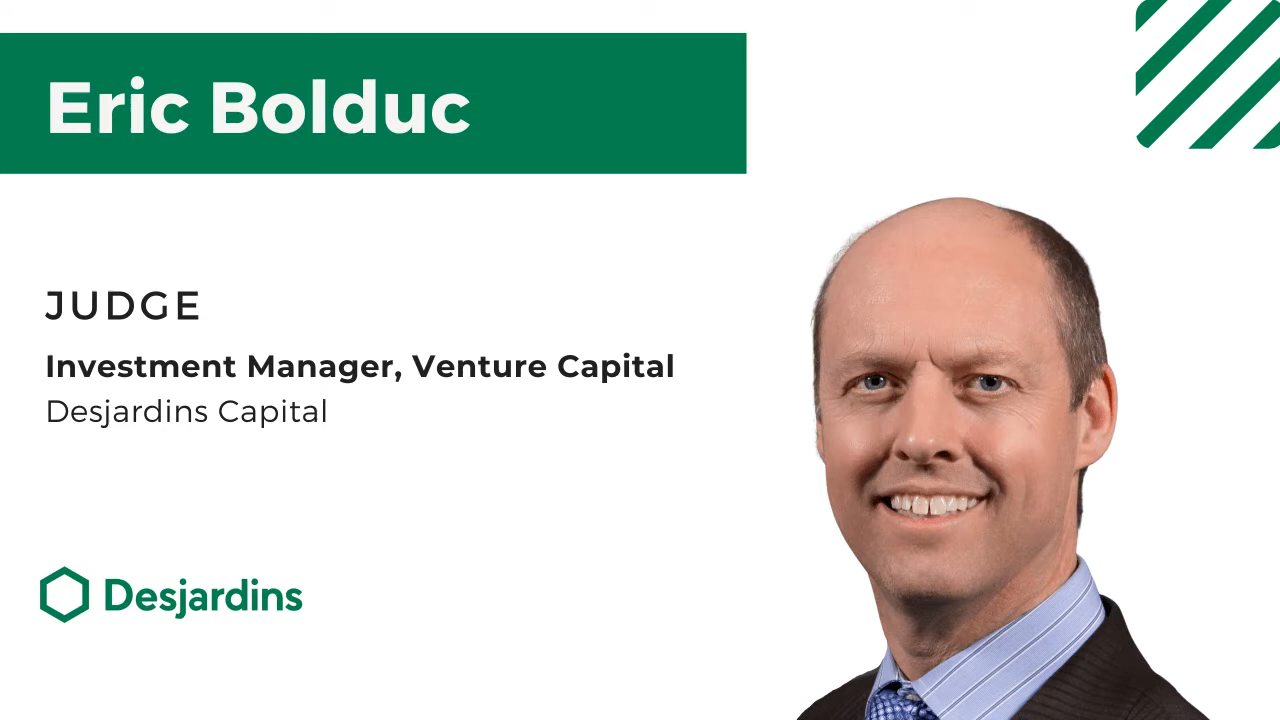 Eric Bolduc
JUDGE
Investment Manager, Venture Capital
Desjardins Capital
Desjardins